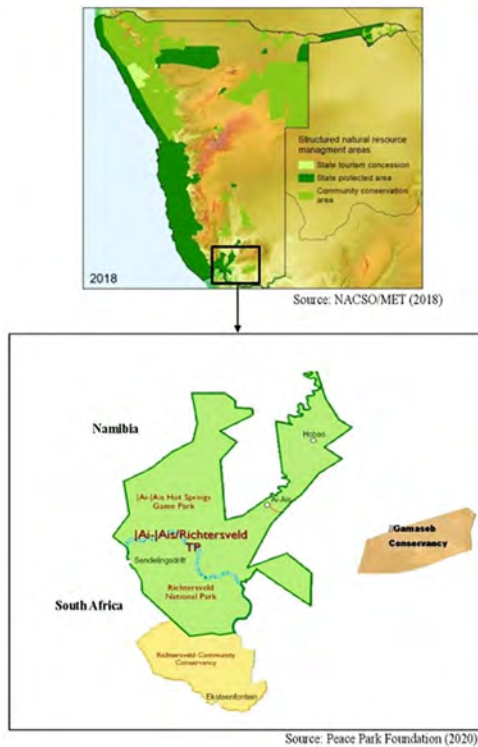 Structured natural resource
managment areas
State tourism concession
State protected area
Community conservation
area
2018
Source: NACSO/MET (2018)
Namibia
Hobas
|Ai-|Ais Hot Springs
Game Park
Ai-Ais
|Ai-|Ais/Richtersveld
TP
Sendelingsdrift
Richtersveld
National Park
//Gamaseb
Conservancy
South Africa
Richtersveld Community
Conservancy
Eksteenfontein
Source: Peace Park Foundation (2020)